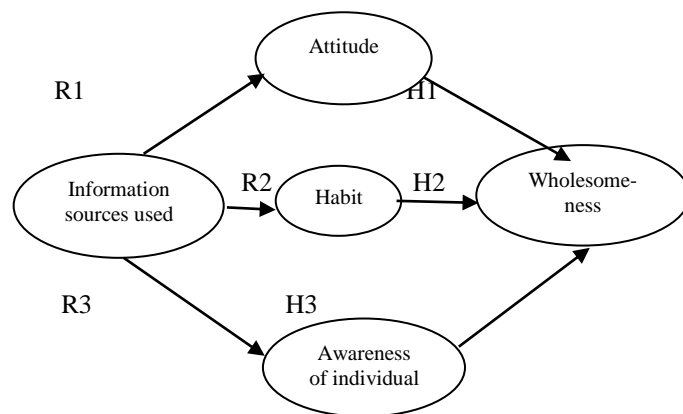 Attitude
R1
H1
Information
sources used
R2
Habit
H2
Wholesome-
ness
R3
H3
Awareness
of individual